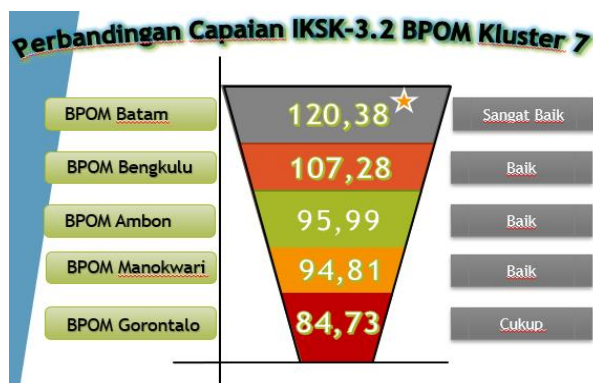 Perbandingan Capaian IKSK-3.2 BPOM Kluster 7
BPOM Batam 120,38 Sangat Baik
BPOM Bengkulu 107,28 Baik
BPOM Ambon 95,99 Baik
BPOM Manokwari 94,81 Baik
BPOM Gorontalo 84,73 Cukup